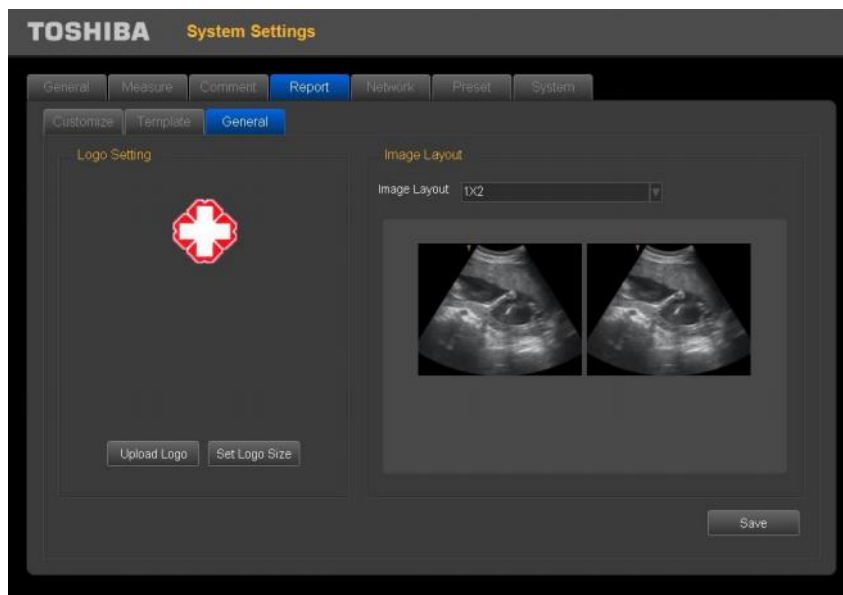 TOSHIBA System Settings
General Measure Comment Report Network Preset System
Customize Template General
Logo Setting
Image Layout
Image Layout 1X2
Upload Logo Set Logo Size
Save